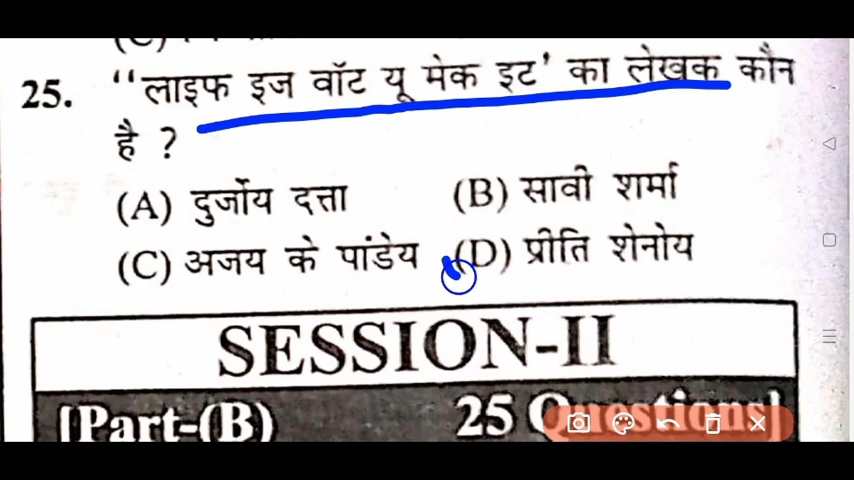 25. "लाइफ इज वॉट यू मेक इट' का लेखक कौन
है ?
(A) दुर्जोय दत्ता (B) सावी शर्मा
(C) अजय के पांडेय (D) प्रीति शेनोय
SESSION-II
[Part-(B) 25 Questions]